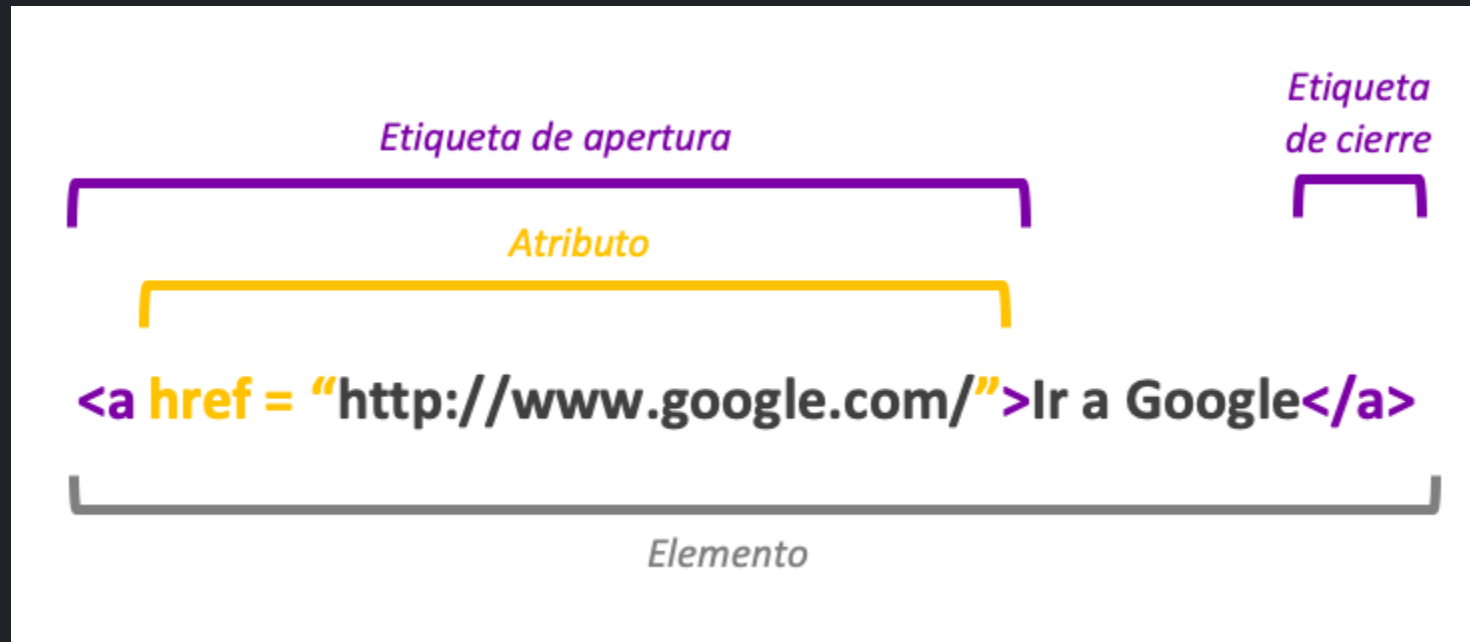 Etiqueta
de cierre
Etiqueta de apertura
Atributo
<a href = “http://www.google.com/”>Ir a Google</a>
Elemento